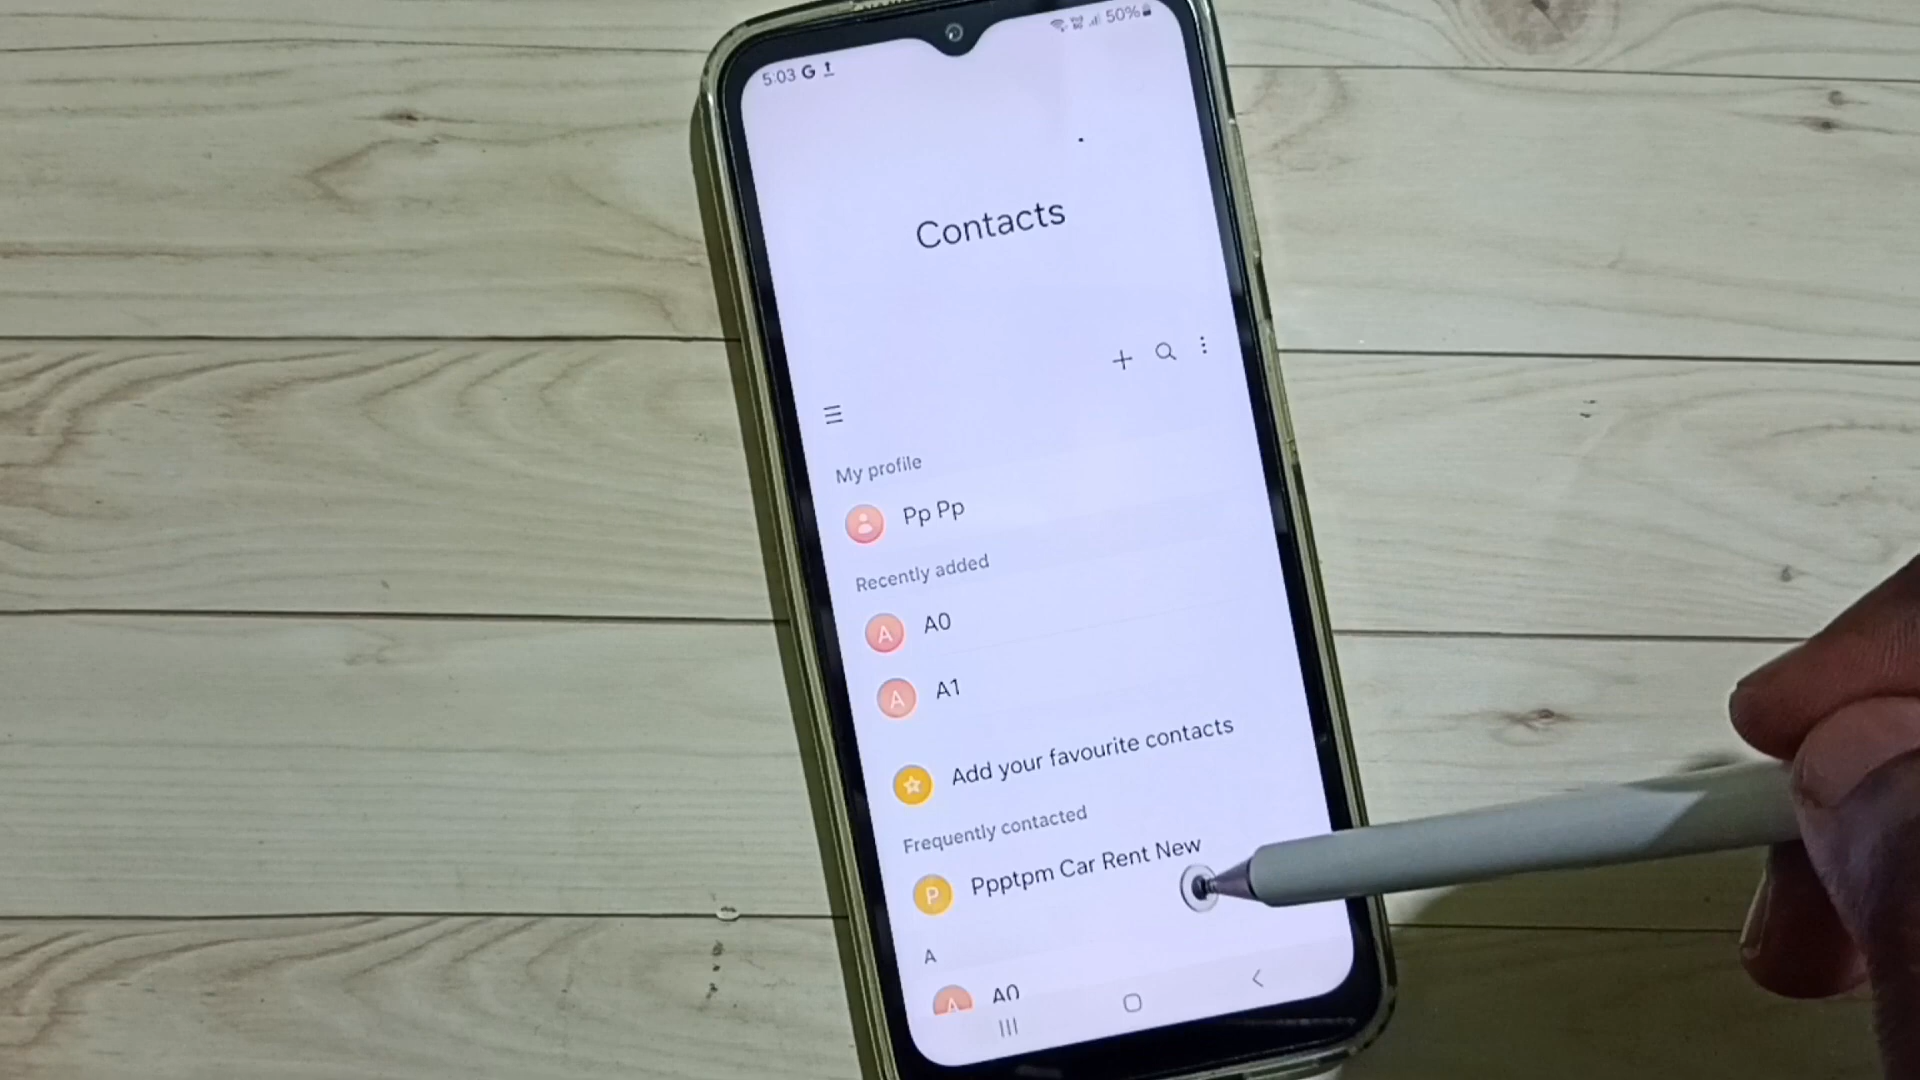 5:03 G
50%
Contacts
My profile
Pp Pp
Recently added
A
A0
A
A1
Add your favourite contacts
Frequently contacted
P
Ppptpm Car Rent New
A
A
A0